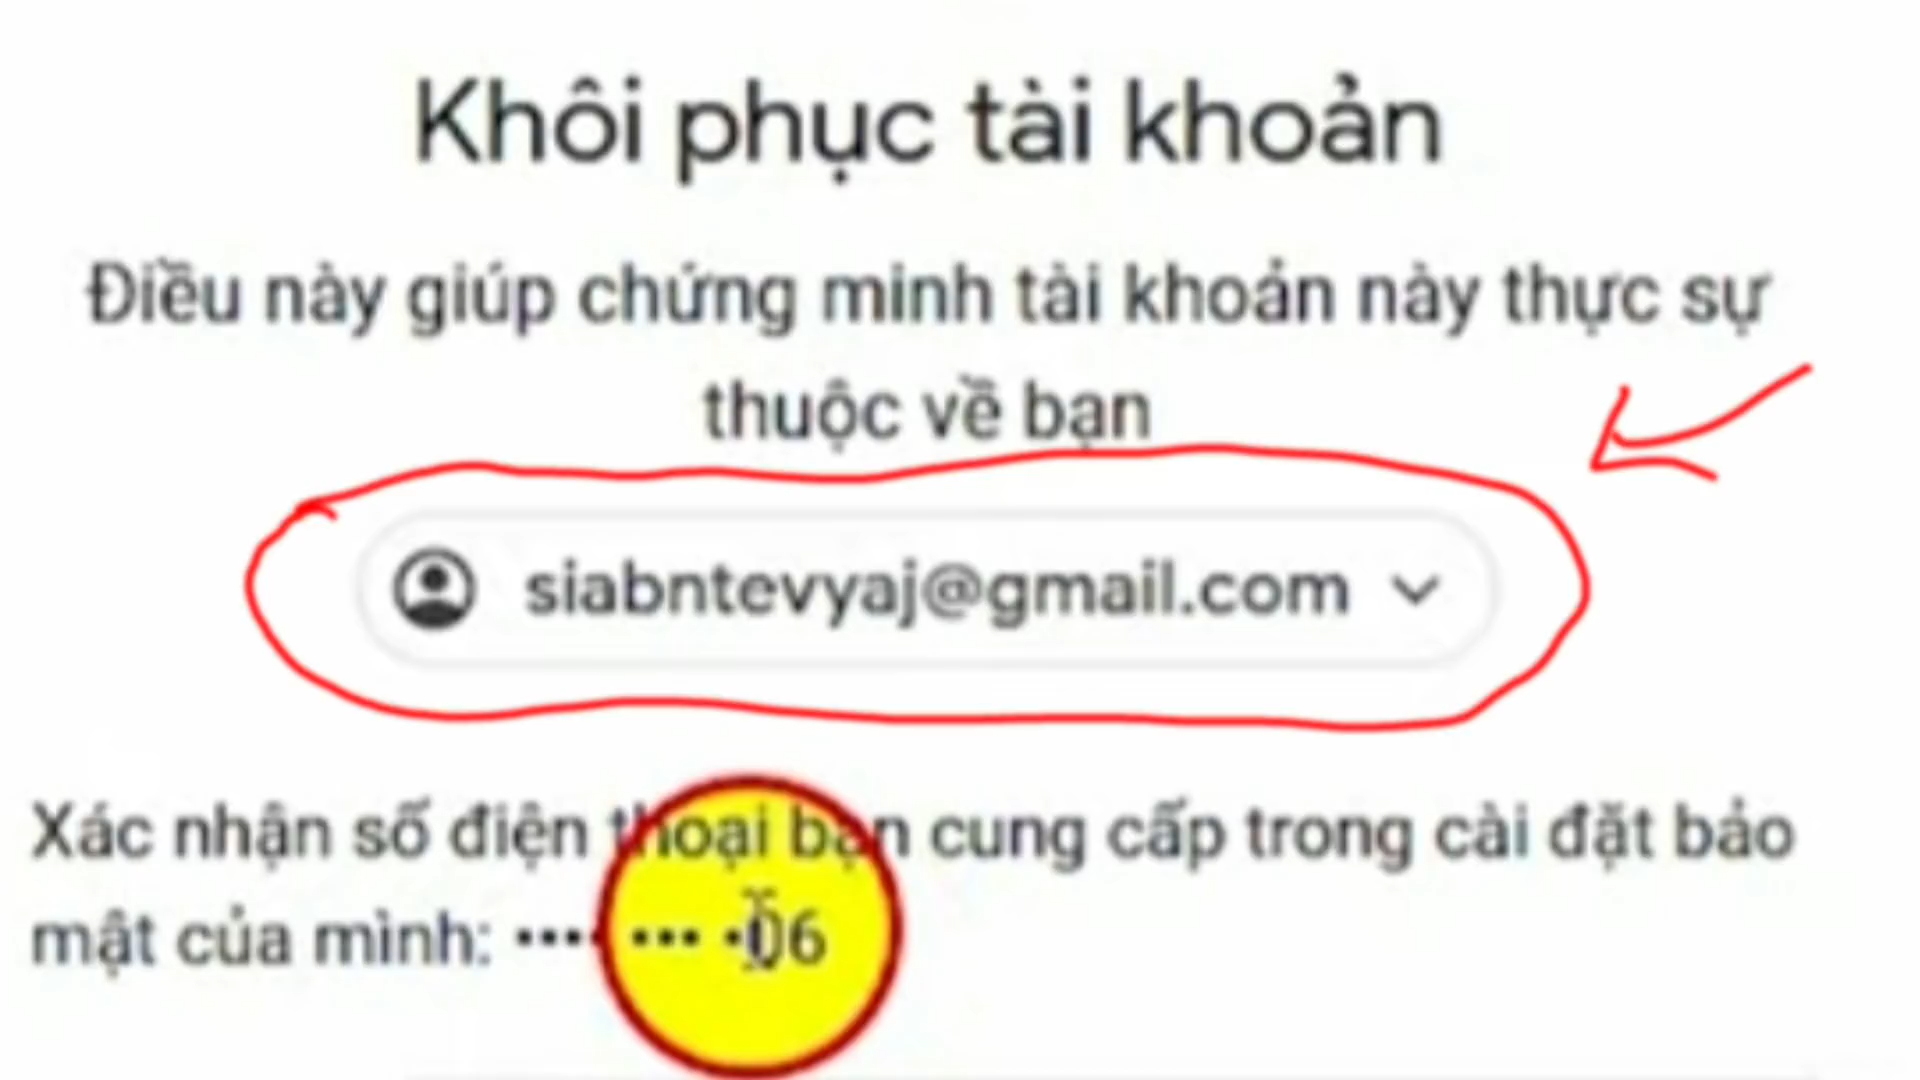 Khôi phục tài khoản
Điều này giúp chứng minh tài khoản này thực sự
thuộc về bạn
siabntevyaj@gmail.com
Xác nhận số điện thoại bạn cung cấp trong cài đặt bảo
mật của mình: •••• ••• •06